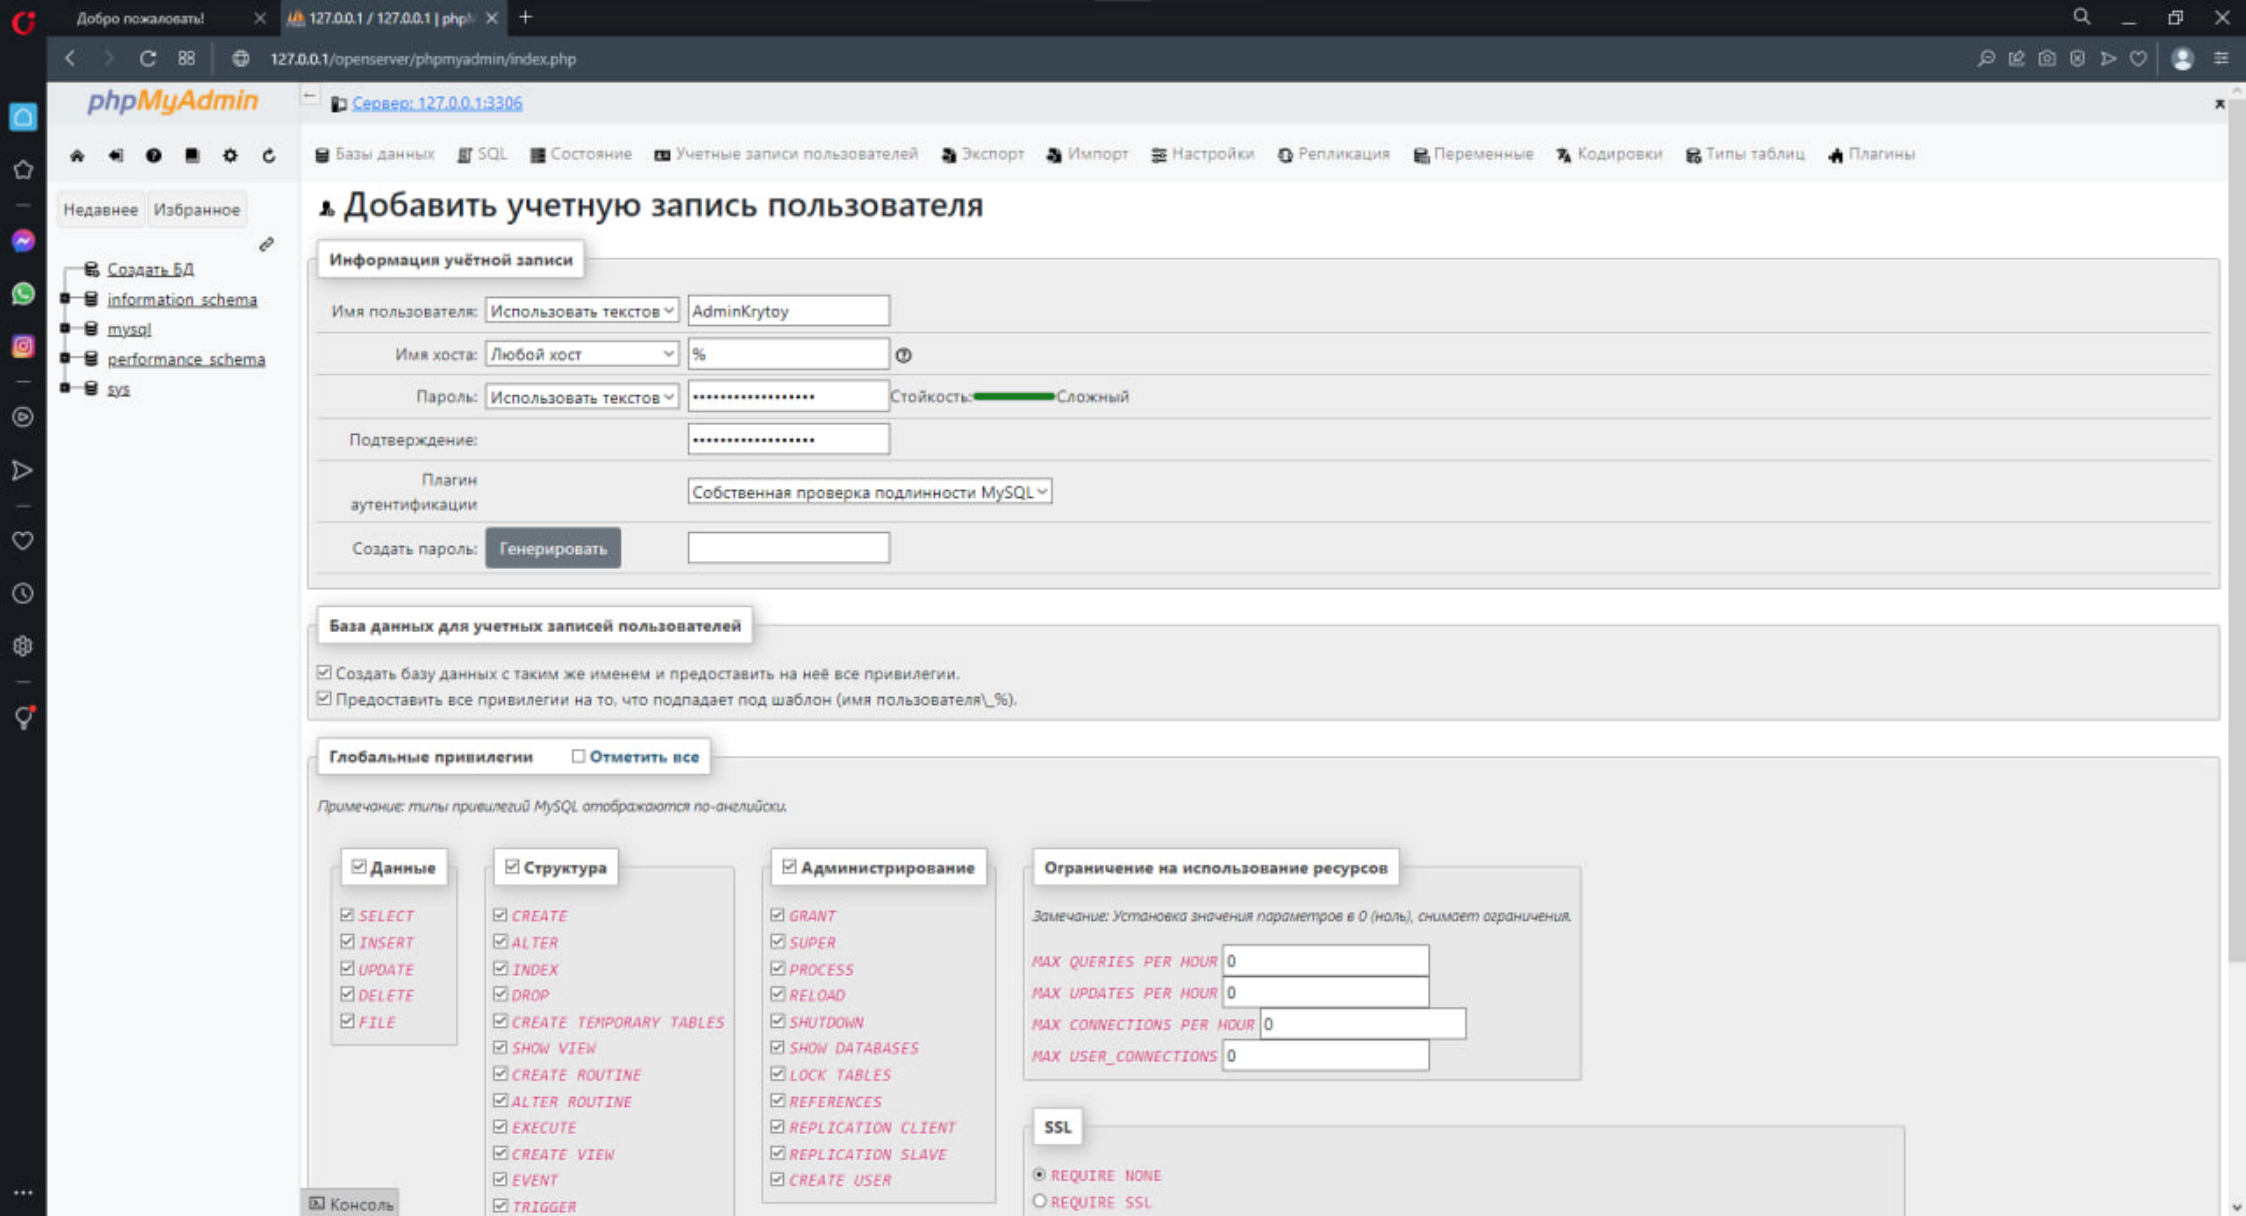 Добро пожаловать!
127.0.0.1 / 127.0.0.1 | phpM
127.0.0.1/openserver/phpmyadmin/index.php
phpMyAdmin
Сервер: 127.0.0.1:3306
Базы данных SQL Состояние Учетные записи пользователей Экспорт Импорт Настройки Репликация Переменные Кодировки Типы таблиц Плагины
Недавнее Избранное
Создать БД
information_schema
mysql
performance_schema
sys
Добавить учетную запись пользователя
Информация учётной записи
Имя пользователя: Использовать текстов AdminKrytoy
Имя хоста: Любой хост %
Пароль: Использовать текстов •••••••••••••••••• Стойкость: Сложный
Подтверждение: ••••••••••••••••••
Плагин
аутентификации
Собственная проверка подлинности MySQL
Создать пароль: Генерировать
База данных для учетных записей пользователей
Создать базу данных с таким же именем и предоставить на неё все привилегии.
Предоставить все привилегии на то, что подпадает под шаблон (имя пользователя\_%).
Глобальные привилегии Отметить все
Примечание: типы привилегий MySQL отображаются по-английски.
Данные
SELECT
INSERT
UPDATE
DELETE
FILE
Структура
CREATE
ALTER
INDEX
DROP
CREATE TEMPORARY TABLES
SHOW VIEW
CREATE ROUTINE
ALTER ROUTINE
EXECUTE
CREATE VIEW
EVENT
TRIGGER
Администрирование
GRANT
SUPER
PROCESS
RELOAD
SHUTDOWN
SHOW DATABASES
LOCK TABLES
REFERENCES
REPLICATION CLIENT
REPLICATION SLAVE
CREATE USER
Ограничение на использование ресурсов
Замечание: Установка значения параметров в 0 (ноль), снимает ограничения.
MAX QUERIES PER HOUR 0
MAX UPDATES PER HOUR 0
MAX CONNECTIONS PER HOUR 0
MAX USER_CONNECTIONS 0
SSL
REQUIRE NONE
REQUIRE SSL
Консоль